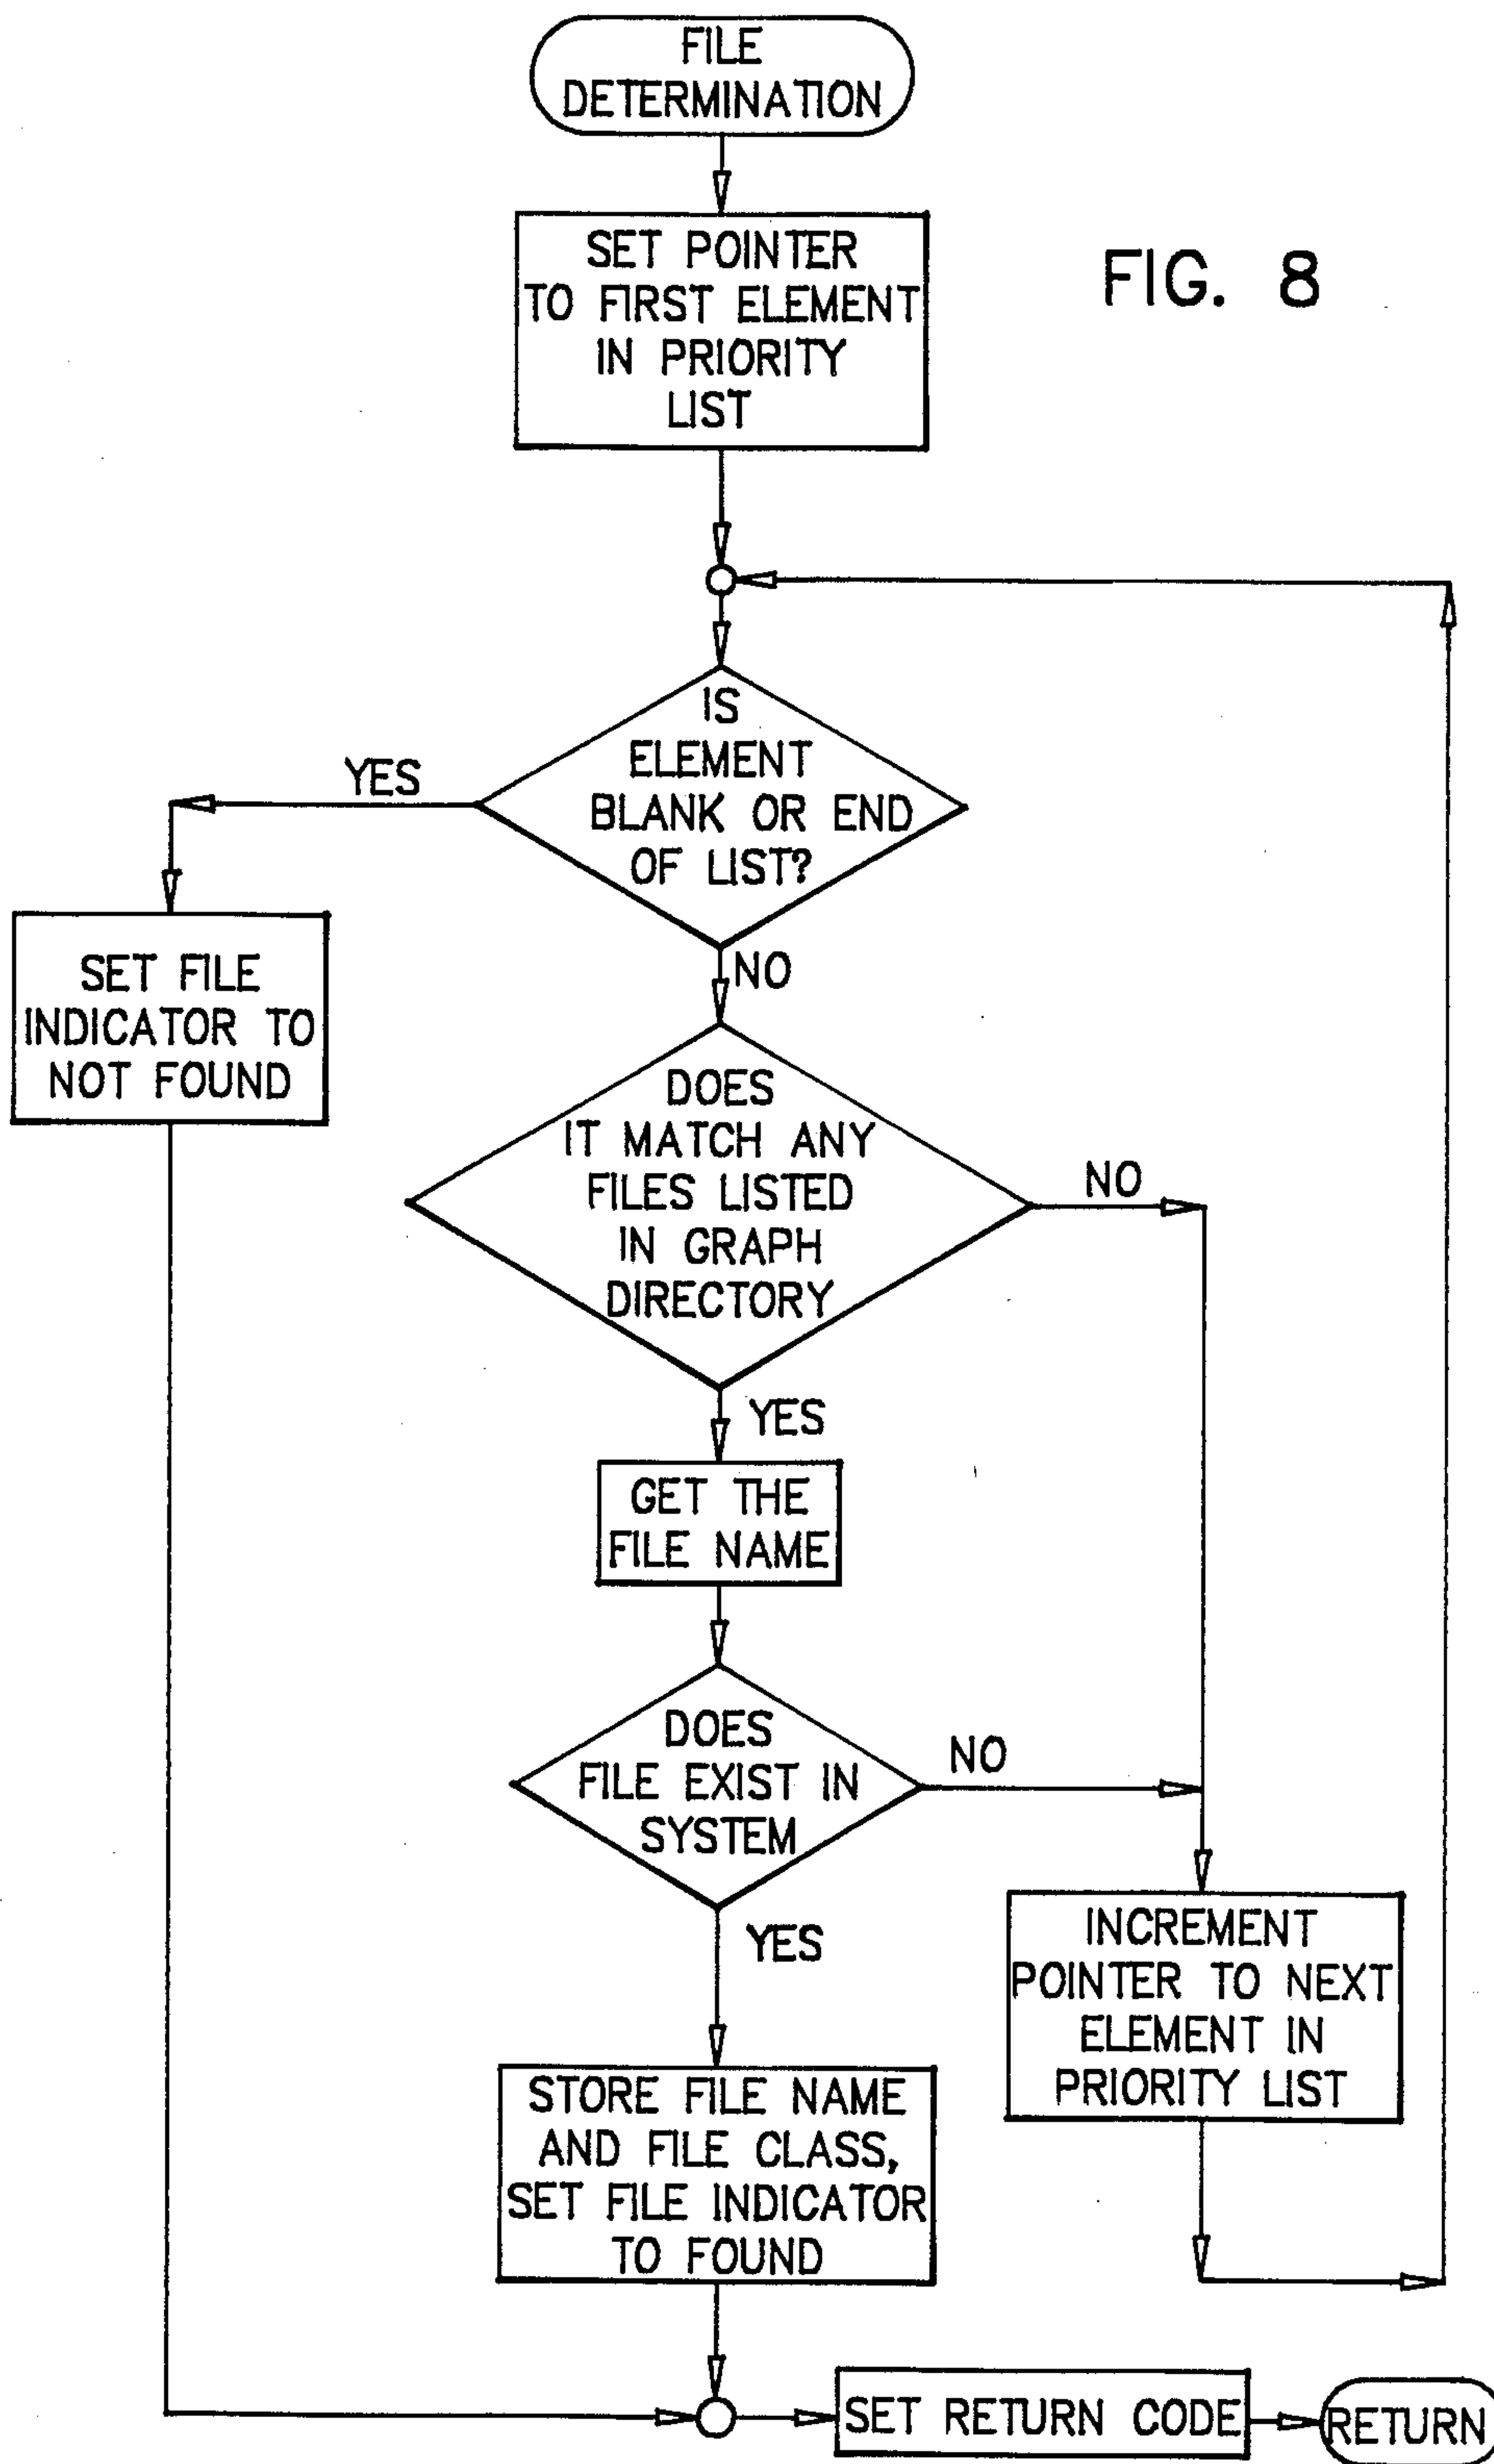 FILE
DETERMINATION
SET POINTER
TO FIRST ELEMENT
IN PRIORITY
LIST
FIG. 8
IS
ELEMENT
BLANK OR END
OF LIST?
YES
NO
SET FILE
INDICATOR TO
NOT FOUND
DOES
IT MATCH ANY
FILES LISTED
IN GRAPH
DIRECTORY
NO
YES
GET THE
FILE NAME
DOES
FILE EXIST IN
SYSTEM
NO
YES
INCREMENT
POINTER TO NEXT
ELEMENT IN
PRIORITY LIST
STORE FILE NAME
AND FILE CLASS,
SET FILE INDICATOR
TO FOUND
SET RETURN CODE
RETURN